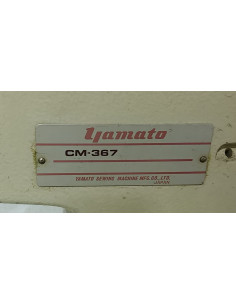 yamato
CM-367
YAMATO SEWING MACHINE MFG. CO., LTD.
JAPAN